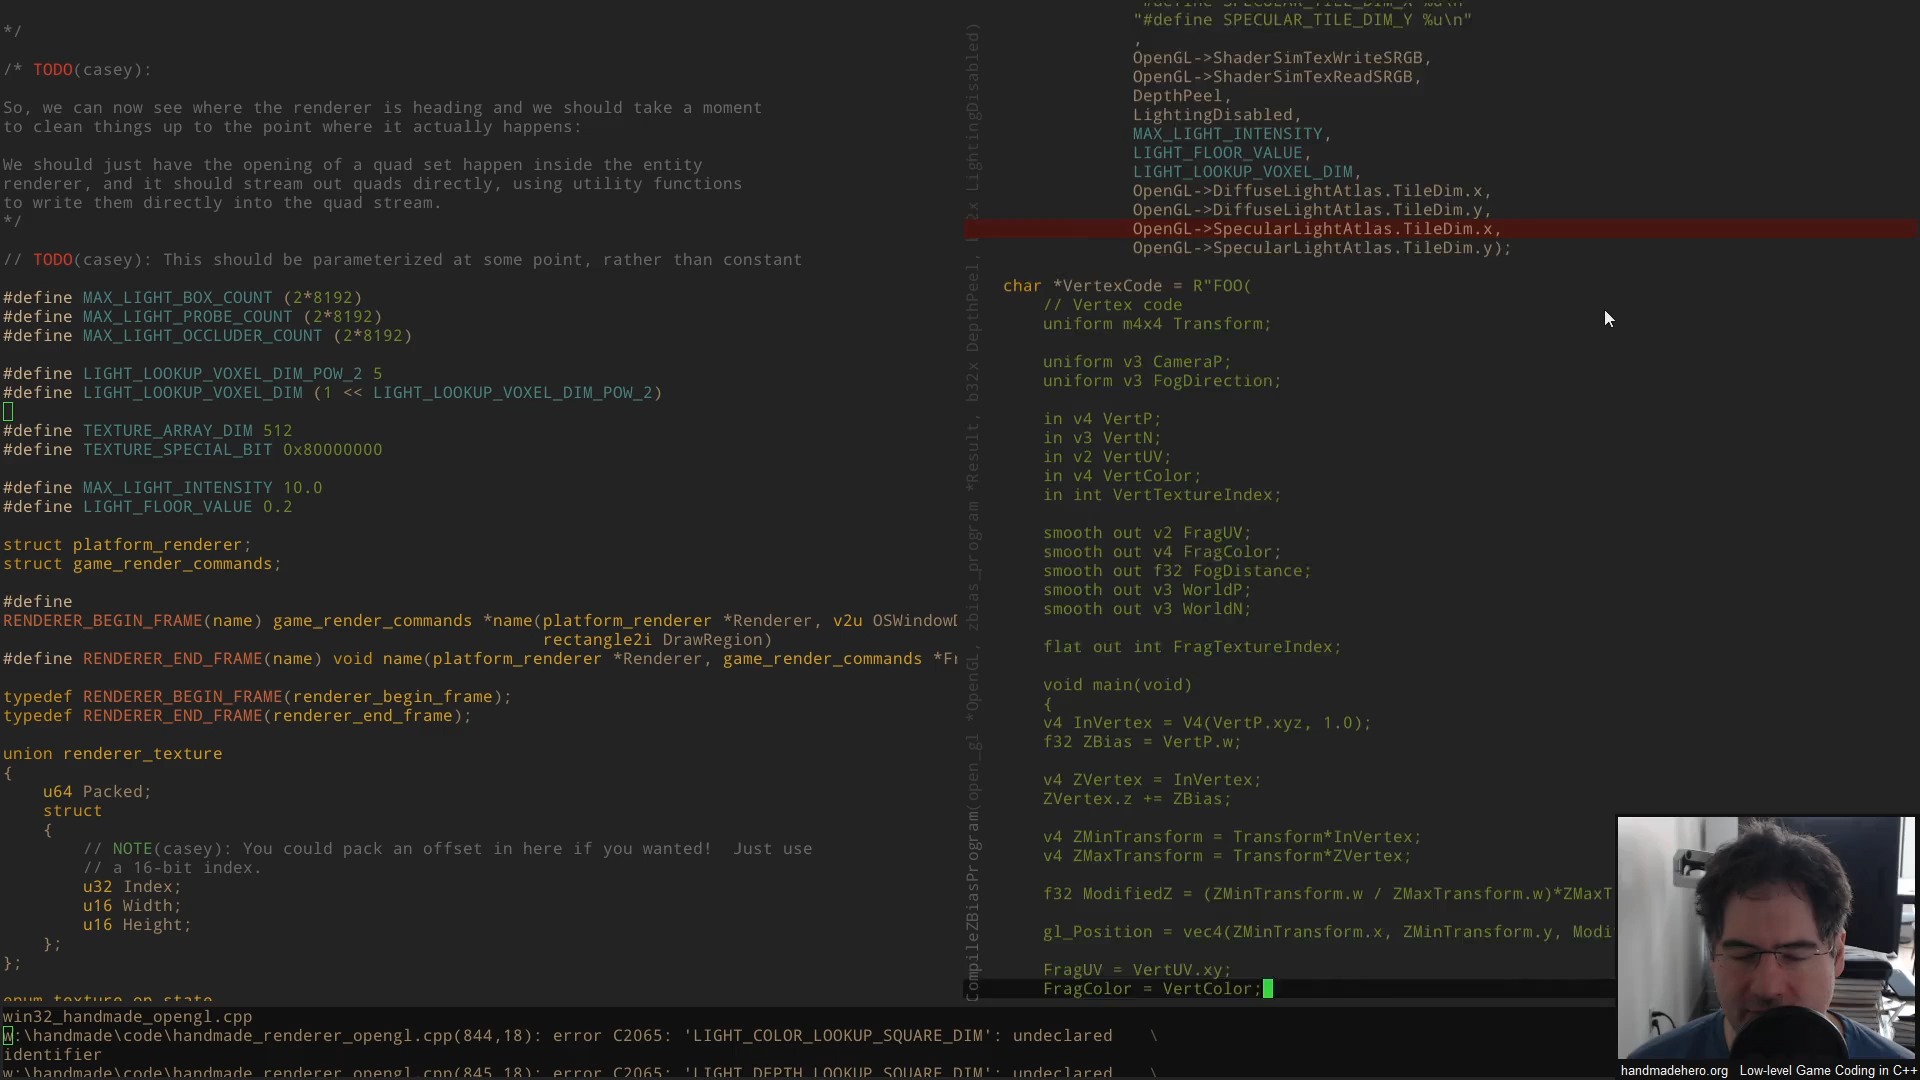 */
/* TODO(casey):
So, we can now see where the renderer is heading and we should take a moment
to clean things up to the point where it actually happens:
We should just have the opening of a quad set happen inside the entity
renderer, and it should stream out quads directly, using utility functions
to write them directly into the quad stream.
*/
// TODO(casey): This should be parameterized at some point, rather than constant
#define MAX_LIGHT_BOX_COUNT (2*8192)
#define MAX_LIGHT_PROBE_COUNT (2*8192)
#define MAX_LIGHT_OCCLUDER_COUNT (2*8192)
#define LIGHT_LOOKUP_VOXEL_DIM_POW_2 5
#define LIGHT_LOOKUP_VOXEL_DIM (1 << LIGHT_LOOKUP_VOXEL_DIM_POW_2)
#define TEXTURE_ARRAY_DIM 512
#define TEXTURE_SPECIAL_BIT 0x80000000
#define MAX_LIGHT_INTENSITY 10.0
#define LIGHT_FLOOR_VALUE 0.2
struct platform_renderer;
struct game_render_commands;
#define
RENDERER_BEGIN_FRAME(name) game_render_commands *name(platform_renderer *Renderer, v2u OSWindowD
rectangle2i DrawRegion)
#define RENDERER_END_FRAME(name) void name(platform_renderer *Renderer, game_render_commands *Fr
typedef RENDERER_BEGIN_FRAME(renderer_begin_frame);
typedef RENDERER_END_FRAME(renderer_end_frame);
union renderer_texture
{
u64 Packed;
struct
{
// NOTE(casey): You could pack an offset in here if you wanted! Just use
// a 16-bit index.
u32 Index;
u16 Width;
u16 Height;
};
};
enum texture_op_state
CompileZBiasProgram(open_gl *OpenGL, zbias_program *Result, b32x DepthPeel, b32x LightingDisabled)
"#define SPECULAR_TILE_DIM_X %u\n"
"#define SPECULAR_TILE_DIM_Y %u\n"
,
OpenGL->ShaderSimTexWriteSRGB,
OpenGL->ShaderSimTexReadSRGB,
DepthPeel,
LightingDisabled,
MAX_LIGHT_INTENSITY,
LIGHT_FLOOR_VALUE,
LIGHT_LOOKUP_VOXEL_DIM,
OpenGL->DiffuseLightAtlas.TileDim.x,
OpenGL->DiffuseLightAtlas.TileDim.y,
OpenGL->SpecularLightAtlas.TileDim.x,
OpenGL->SpecularLightAtlas.TileDim.y);
char *VertexCode = R"FOO(
// Vertex code
uniform m4x4 Transform;
uniform v3 CameraP;
uniform v3 FogDirection;
in v4 VertP;
in v3 VertN;
in v2 VertUV;
in v4 VertColor;
in int VertTextureIndex;
smooth out v2 FragUV;
smooth out v4 FragColor;
smooth out f32 FogDistance;
smooth out v3 WorldP;
smooth out v3 WorldN;
flat out int FragTextureIndex;
void main(void)
{
v4 InVertex = V4(VertP.xyz, 1.0);
f32 ZBias = VertP.w;
v4 ZVertex = InVertex;
ZVertex.z += ZBias;
v4 ZMinTransform = Transform*InVertex;
v4 ZMaxTransform = Transform*ZVertex;
f32 ModifiedZ = (ZMinTransform.w / ZMaxTransform.w)*ZMaxT
gl_Position = vec4(ZMinTransform.x, ZMinTransform.y, Modi
FragUV = VertUV.xy;
FragColor = VertColor;
win32_handmade_opengl.cpp
w:\handmade\code\handmade_renderer_opengl.cpp(844,18): error C2065: 'LIGHT_COLOR_LOOKUP_SQUARE_DIM': undeclared \
identifier
w:\handmade\code\handmade_renderer_opengl.cpp(845,18): error C2065: 'LIGHT_DEPTH_LOOKUP_SQUARE_DIM': undeclared \
handmadehero.org Low-level Game Coding in C++